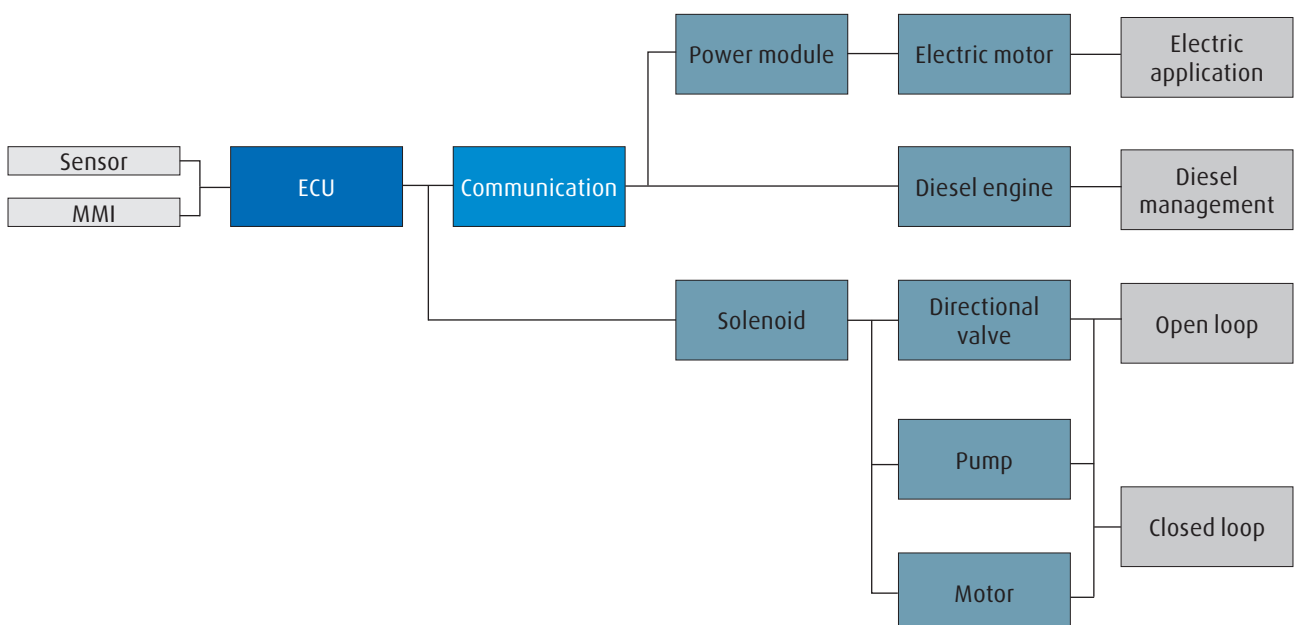 Power module
Electric motor
Electric
application
Sensor
MMI
ECU
Communication
Diesel engine
Diesel
management
Solenoid
Directional
valve
Open loop
Pump
Closed loop
Motor